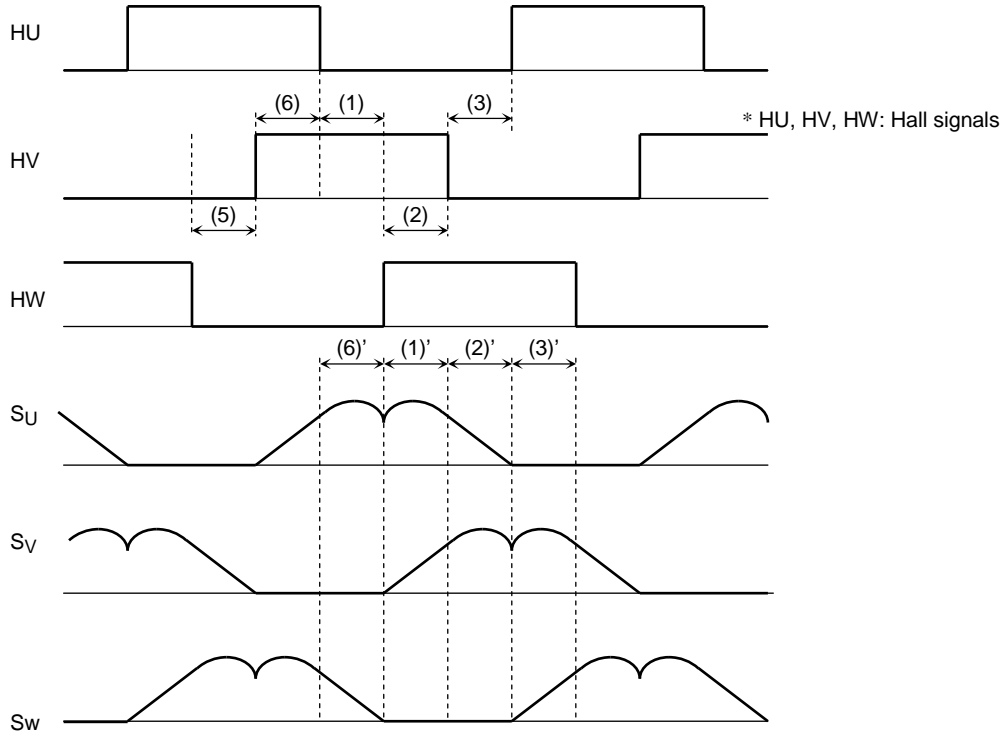 HU
(6) (1) (3)
* HU, HV, HW: Hall signals
HV
(5) (2)
HW
(6)’ (1)’ (2)’ (3)’
SU
SV
Sw